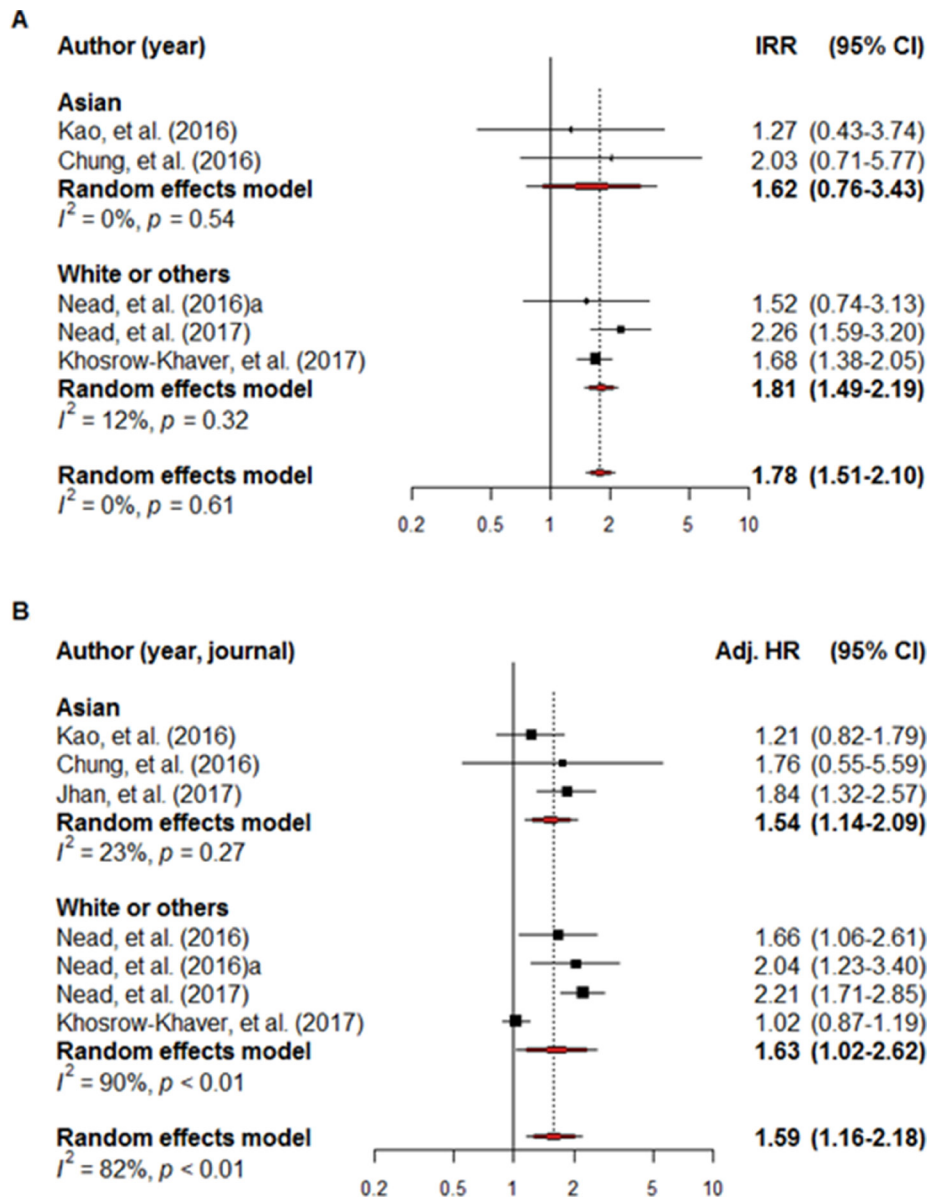 A
Author (year) IRR (95% CI)
Asian
Kao, et al. (2016) 1.27 (0.43-3.74)
Chung, et al. (2016) 2.03 (0.71-5.77)
Random effects model 1.62 (0.76-3.43)
I² = 0%, p = 0.54
White or others
Nead, et al. (2016)a 1.52 (0.74-3.13)
Nead, et al. (2017) 2.26 (1.59-3.20)
Khosrow-Khaver, et al. (2017) 1.68 (1.38-2.05)
Random effects model 1.81 (1.49-2.19)
I² = 12%, p = 0.32
Random effects model 1.78 (1.51-2.10)
I² = 0%, p = 0.61
0.2 0.5 1 2 5 10
B
Author (year, journal) Adj. HR (95% CI)
Asian
Kao, et al. (2016) 1.21 (0.82-1.79)
Chung, et al. (2016) 1.76 (0.55-5.59)
Jhan, et al. (2017) 1.84 (1.32-2.57)
Random effects model 1.54 (1.14-2.09)
I² = 23%, p = 0.27
White or others
Nead, et al. (2016) 1.66 (1.06-2.61)
Nead, et al. (2016)a 2.04 (1.23-3.40)
Nead, et al. (2017) 2.21 (1.71-2.85)
Khosrow-Khaver, et al. (2017) 1.02 (0.87-1.19)
Random effects model 1.63 (1.02-2.62)
I² = 90%, p < 0.01
Random effects model 1.59 (1.16-2.18)
I² = 82%, p < 0.01
0.2 0.5 1 2 5 10